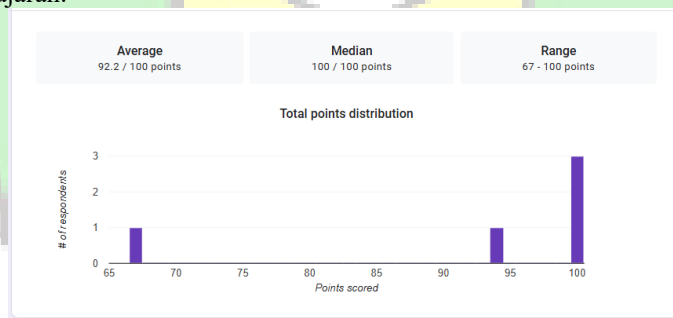 Average
92.2 / 100 points
Median
100 / 100 points
Range
67 - 100 points
Total points distribution
# of respondents
3
2
1
0
65 70 75 80 85 90 95 100
Points scored